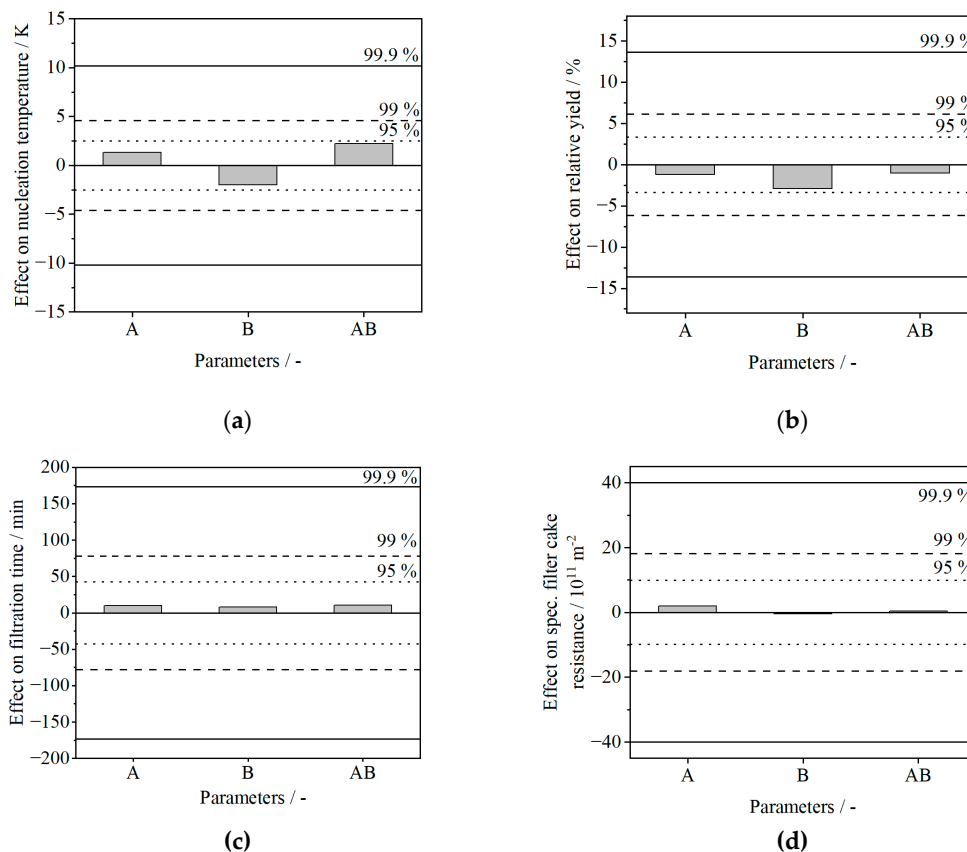 Effect on nucleation temperature / K
15
10
5
0
−5
−10
−15
99.9 %
99 %
95 %
A
B
AB
Parameters / -
(a)
Effect on relative yield / %
15
10
5
0
−5
−10
−15
99.9 %
99 %
95 %
A
B
AB
Parameters / -
(b)
Effect on filtration time / min
200
150
100
50
0
−50
−100
−150
−200
99.9 %
99 %
95 %
A
B
AB
Parameters / -
(c)
Effect on spec. filter cake
resistance / 10¹¹ m⁻²
40
20
0
−20
−40
99.9 %
99 %
95 %
A
B
AB
Parameters / -
(d)